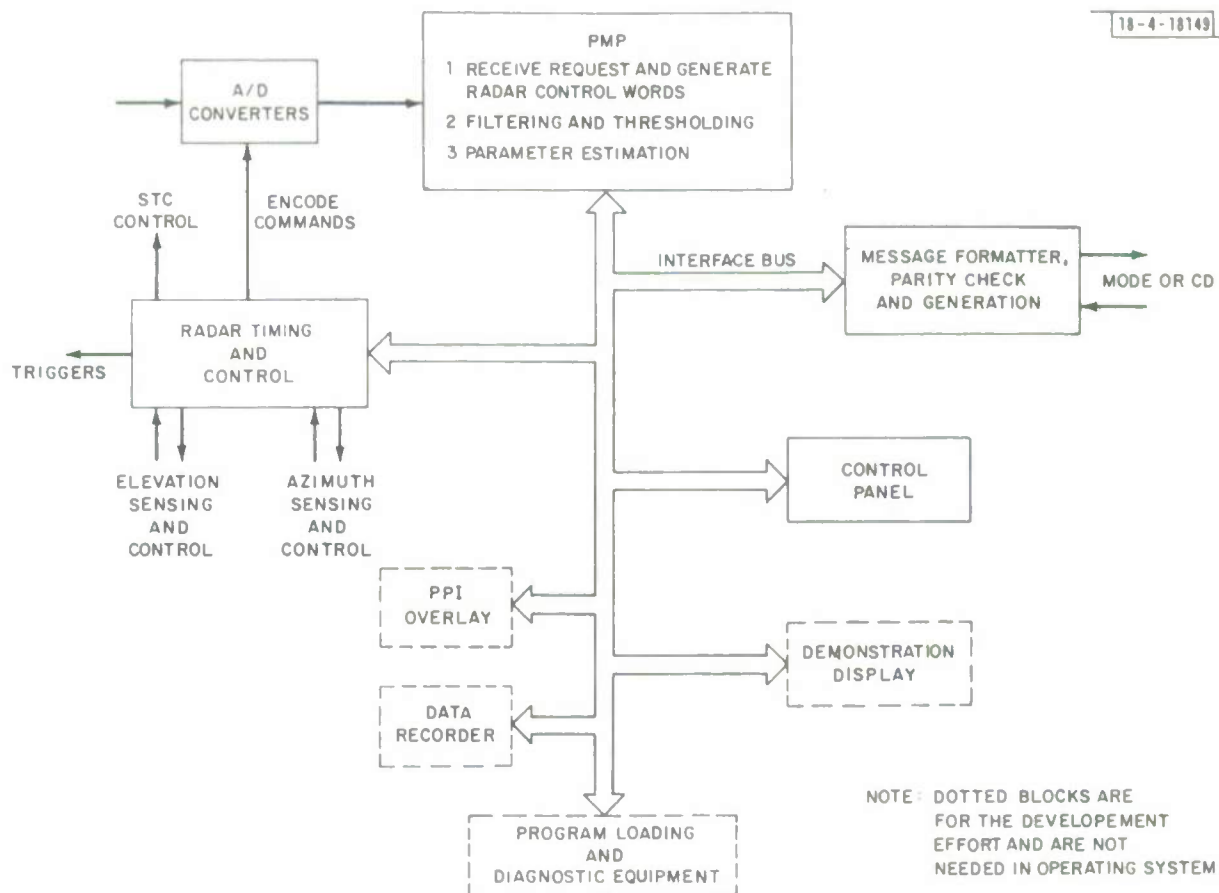 18-4-18149
PMP
1 RECEIVE REQUEST AND GENERATE
RADAR CONTROL WORDS
2 FILTERING AND THRESHOLDING
3 PARAMETER ESTIMATION
A/D
CONVERTERS
STC
CONTROL
ENCODE
COMMANDS
INTERFACE BUS
MESSAGE FORMATTER,
PARITY CHECK
AND GENERATION
MODE OR CD
RADAR TIMING
AND
CONTROL
TRIGGERS
ELEVATION
SENSING
AND
CONTROL
AZIMUTH
SENSING
AND
CONTROL
CONTROL
PANEL
PPI
OVERLAY
DEMONSTRATION
DISPLAY
DATA
RECORDER
PROGRAM LOADING
AND
DIAGNOSTIC EQUIPMENT
NOTE: DOTTED BLOCKS ARE
FOR THE DEVELOPEMENT
EFFORT AND ARE NOT
NEEDED IN OPERATING SYSTEM